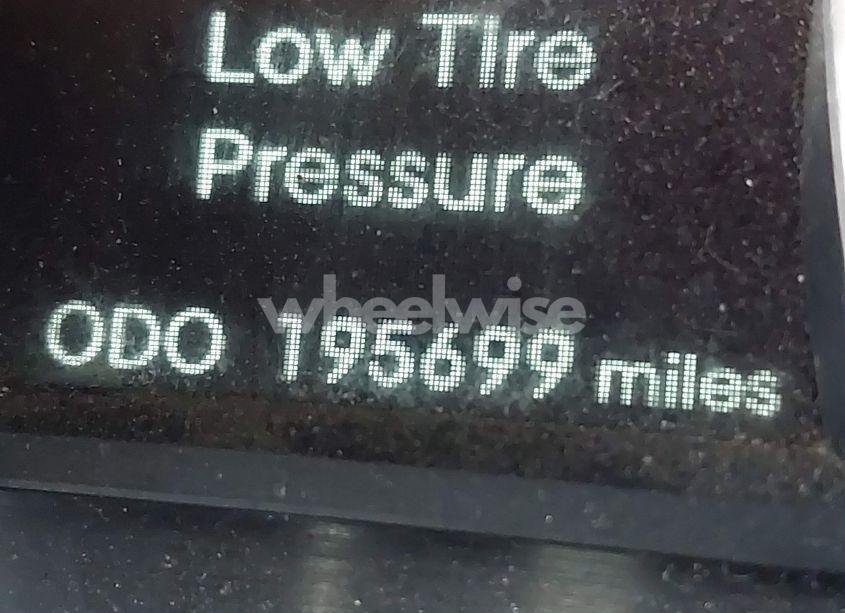 Low Tire
Pressure
wheelwise
ODO 195699 miles